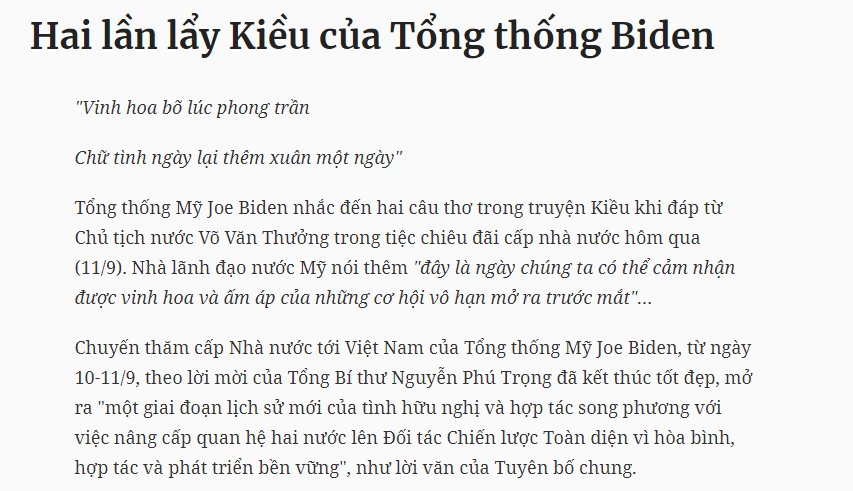 Hai lần lẩy Kiều của Tổng thống Biden
"Vinh hoa bõ lúc phong trần
Chữ tình ngày lại thêm xuân một ngày"
Tổng thống Mỹ Joe Biden nhắc đến hai câu thơ trong truyện Kiều khi đáp từ
Chủ tịch nước Võ Văn Thưởng trong tiệc chiêu đãi cấp nhà nước hôm qua
(11/9). Nhà lãnh đạo nước Mỹ nói thêm "đây là ngày chúng ta có thể cảm nhận
được vinh hoa và ấm áp của những cơ hội vô hạn mở ra trước mắt"...
Chuyến thăm cấp Nhà nước tới Việt Nam của Tổng thống Mỹ Joe Biden, từ ngày
10-11/9, theo lời mời của Tổng Bí thư Nguyễn Phú Trọng đã kết thúc tốt đẹp, mở
ra "một giai đoạn lịch sử mới của tình hữu nghị và hợp tác song phương với
việc nâng cấp quan hệ hai nước lên Đối tác Chiến lược Toàn diện vì hòa bình,
hợp tác và phát triển bền vững", như lời văn của Tuyên bố chung.